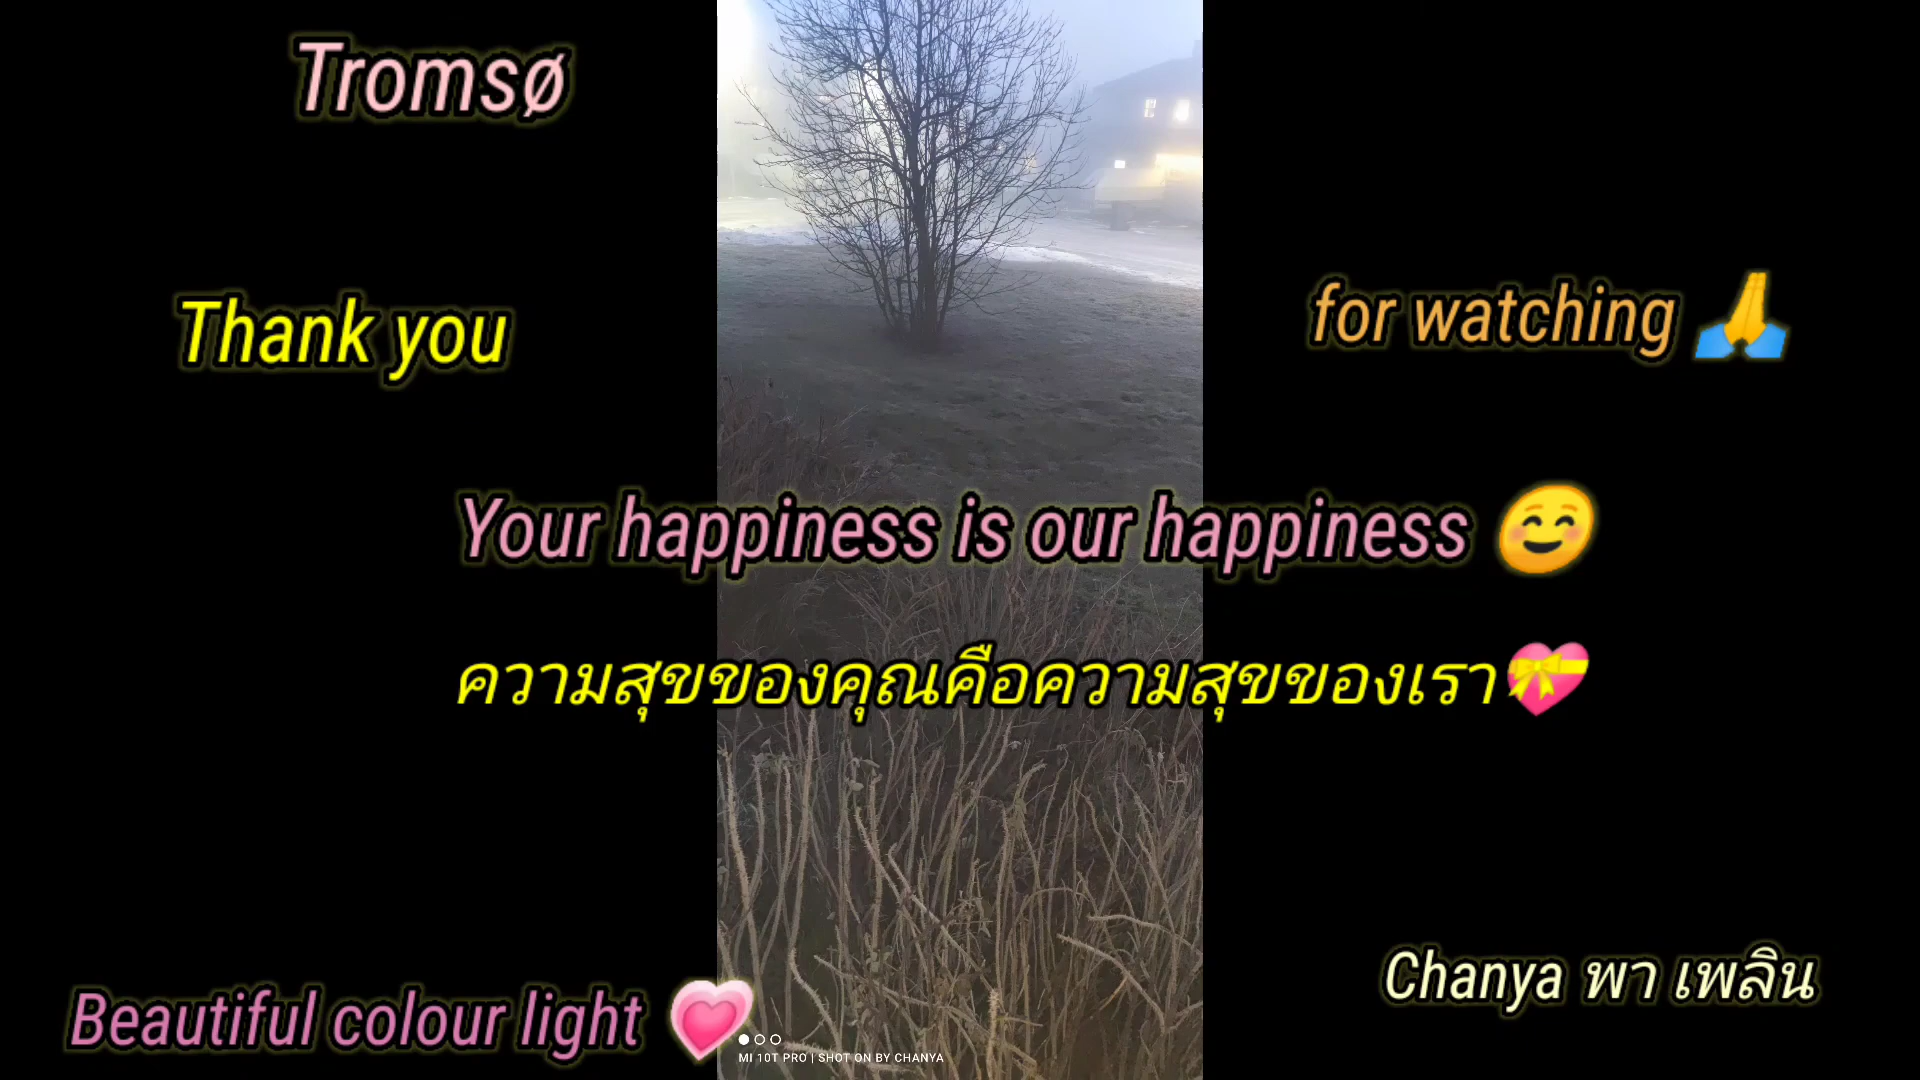 Tromsø
Thank you
for watching 🙏
Your happiness is our happiness ☺️
ความสุขของคุณคือความสุขของเรา💝
Chanya พา เพลิน
Beautiful colour light 💗
MI 10T PRO | SHOT ON BY CHANYA